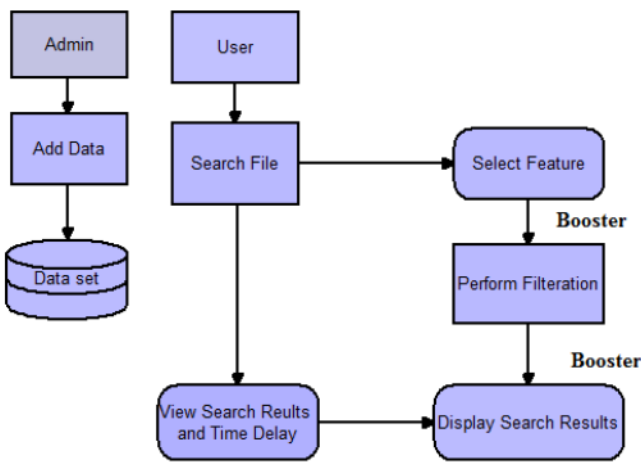 Admin
User
Add Data
Search File
Select Feature
Booster
Data set
Perform Filteration
Booster
View Search Reults
and Time Delay
Display Search Results